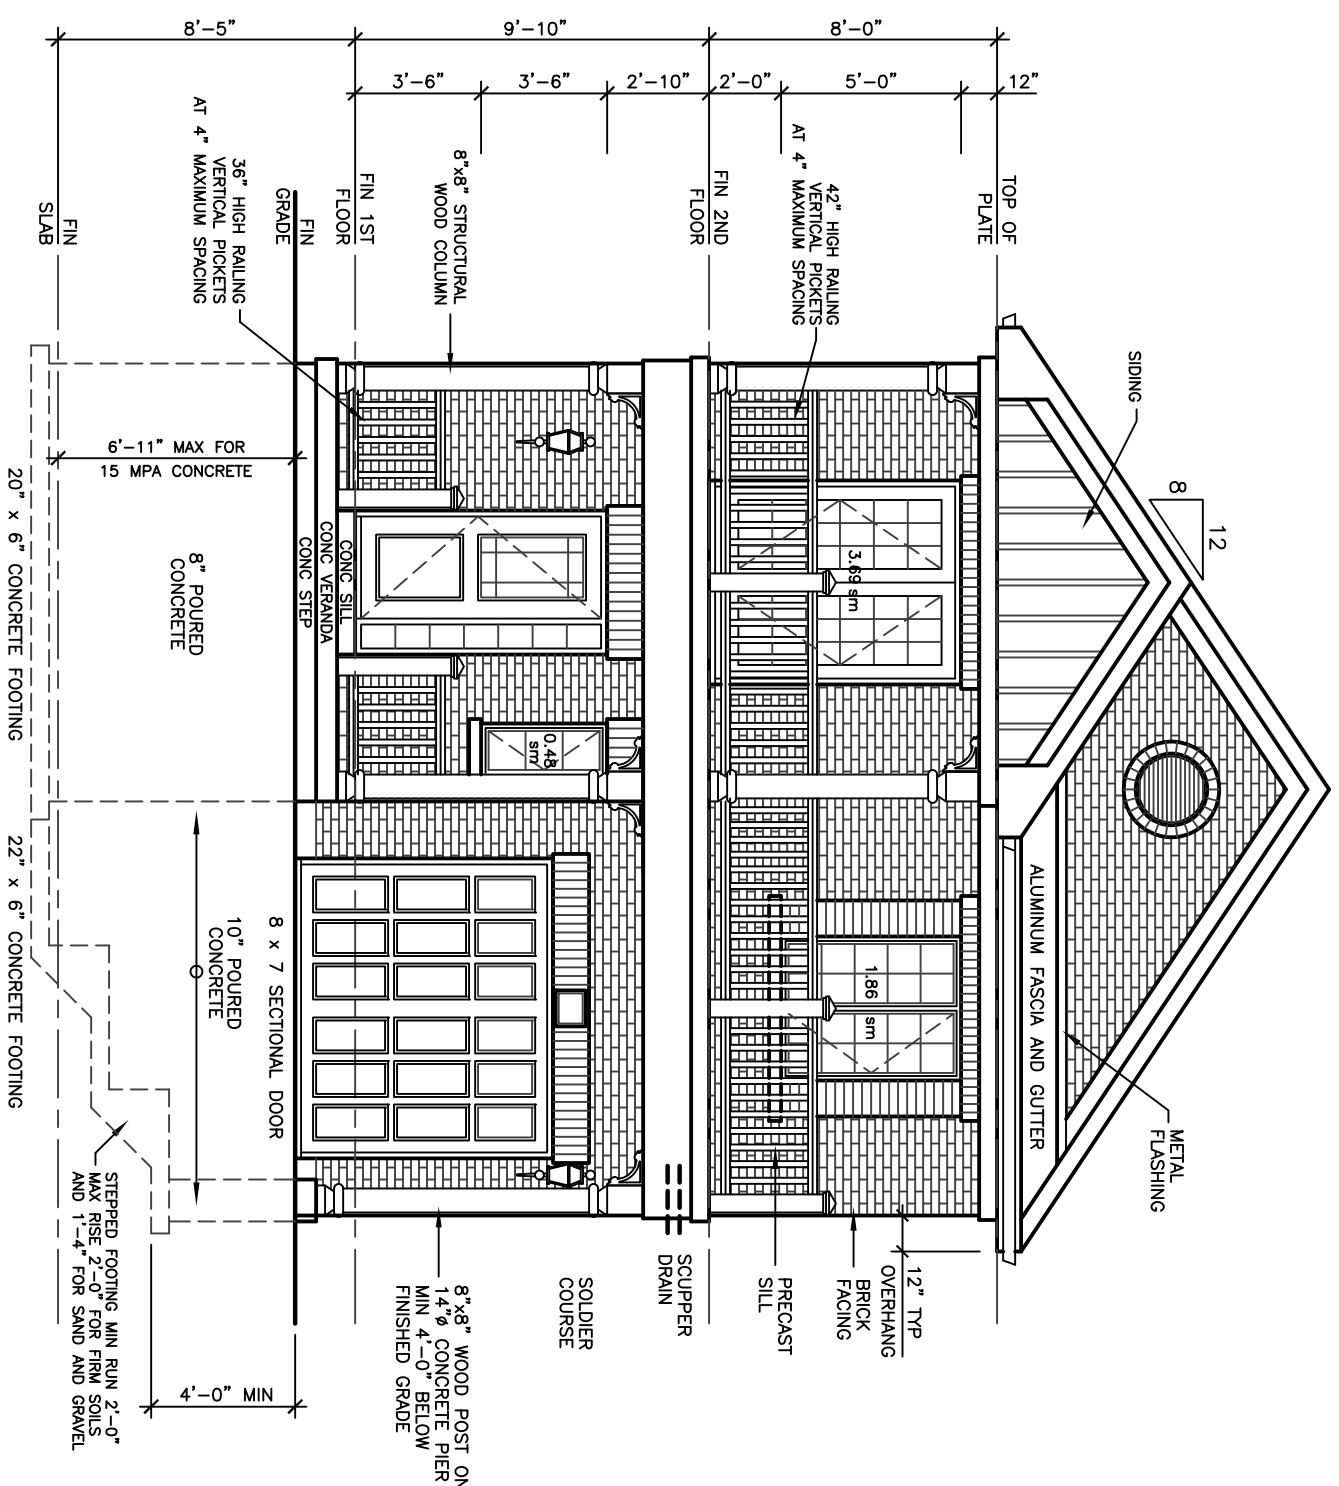 8'-5"
9'-10"
8'-0"
3'-6"
3'-6"
2'-10"
2'-0"
5'-0"
12"
TOP OF
PLATE
FIN 2ND
FLOOR
FIN 1ST
FLOOR
FIN
GRADE
FIN
SLAB
42" HIGH RAILING
VERTICAL PICKETS
AT 4" MAXIMUM SPACING
8"x8" STRUCTURAL
WOOD COLUMN
36" HIGH RAILING
VERTICAL PICKETS
AT 4" MAXIMUM SPACING
SIDING
8
12
METAL
FLASHING
ALUMINUM FASCIA AND GUTTER
12" TYP
OVERHANG
BRICK
FACING
PRECAST
SILL
SCUPPER
DRAIN
SOLDIER
COURSE
8"x8" WOOD POST ON
14"ø CONCRETE PIER
MIN 4'-0" BELOW
FINISHED GRADE
3.69 sm
1.86 sm
0.48
sm
CONC SILL
CONC VERANDA
CONC STEP
8 x 7 SECTIONAL DOOR
6'-11" MAX FOR
15 MPA CONCRETE
8" POURED
CONCRETE
10" POURED
CONCRETE
4'-0" MIN
STEPPED FOOTING MIN RUN 2'-0"
MAX RISE 2'-0" FOR FIRM SOILS
AND 1'-4" FOR SAND AND GRAVEL
20" x 6" CONCRETE FOOTING
22" x 6" CONCRETE FOOTING